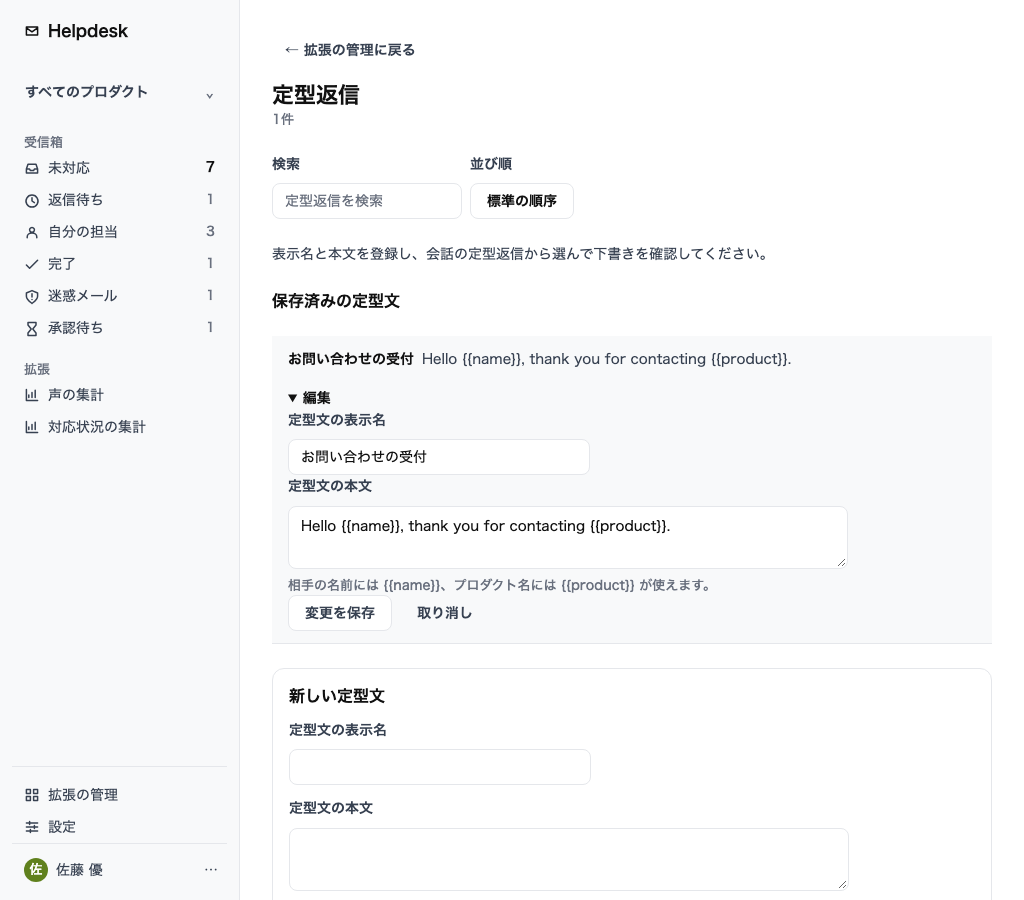 Helpdesk
すべてのプロダクト
受信箱
未対応 7
返信待ち 1
自分の担当 3
完了 1
迷惑メール 1
承認待ち 1
拡張
声の集計
対応状況の集計
拡張の管理
設定
佐 佐藤 優 …
← 拡張の管理に戻る
定型返信
1件
検索 並び順
定型返信を検索 標準の順序
表示名と本文を登録し、会話の定型返信から選んで下書きを確認してください。
保存済みの定型文
お問い合わせの受付 Hello {{name}}, thank you for contacting {{product}}.
▼ 編集
定型文の表示名
お問い合わせの受付
定型文の本文
Hello {{name}}, thank you for contacting {{product}}.
相手の名前には {{name}}、プロダクト名には {{product}} が使えます。
変更を保存 取り消し
新しい定型文
定型文の表示名
定型文の本文